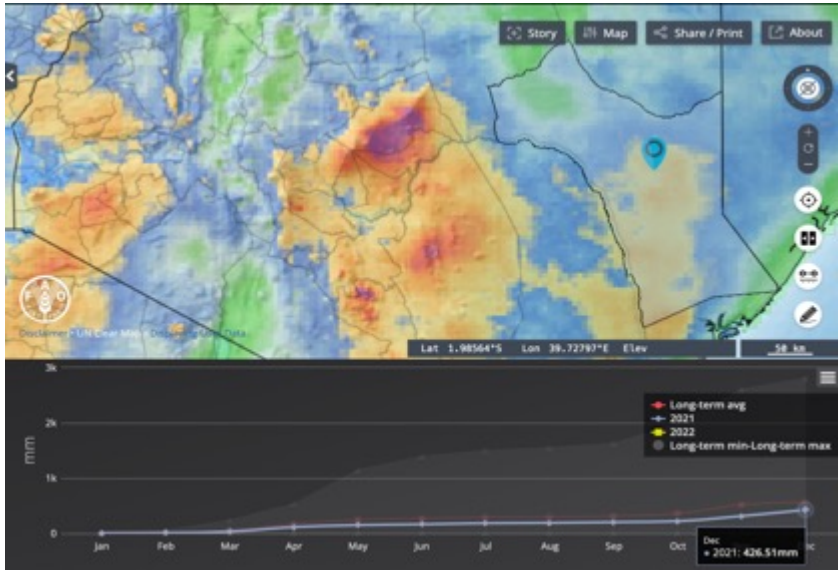 Story
Map
Share / Print
About
F A O
Disclaimer
UN Clear Map
Data
Lat 1.98564°S Lon 39.72797°E Elev
50 km
3k
2k
1k
0
mm
Long-term avg
2021
2022
Long-term min-Long-term max
Jan Feb Mar Apr May Jun Jul Aug Sep Oct
Dec
2021: 426.51mm